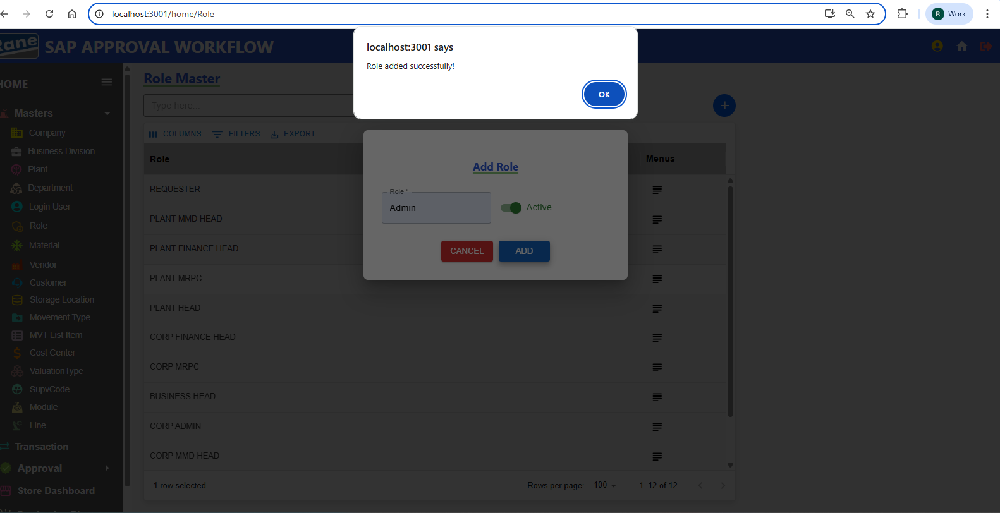 localhost:3001/home/Role
Work
localhost:3001 says
Role added successfully!
OK
Rane
SAP APPROVAL WORKFLOW
HOME
Masters
Company
Business Division
Plant
Department
Login User
Role
Material
Vendor
Customer
Storage Location
Movement Type
MVT List Item
Cost Center
ValuationType
SupvCode
Module
Line
Transaction
Approval
Store Dashboard
Role Master
Type here...
COLUMNS FILTERS EXPORT
Role Menus
REQUESTER
PLANT MMD HEAD
PLANT FINANCE HEAD
PLANT MRPC
PLANT HEAD
CORP FINANCE HEAD
CORP MRPC
BUSINESS HEAD
CORP ADMIN
CORP MMD HEAD
1 row selected Rows per page: 100 1–12 of 12
Add Role
Role *
Admin Active
CANCEL ADD